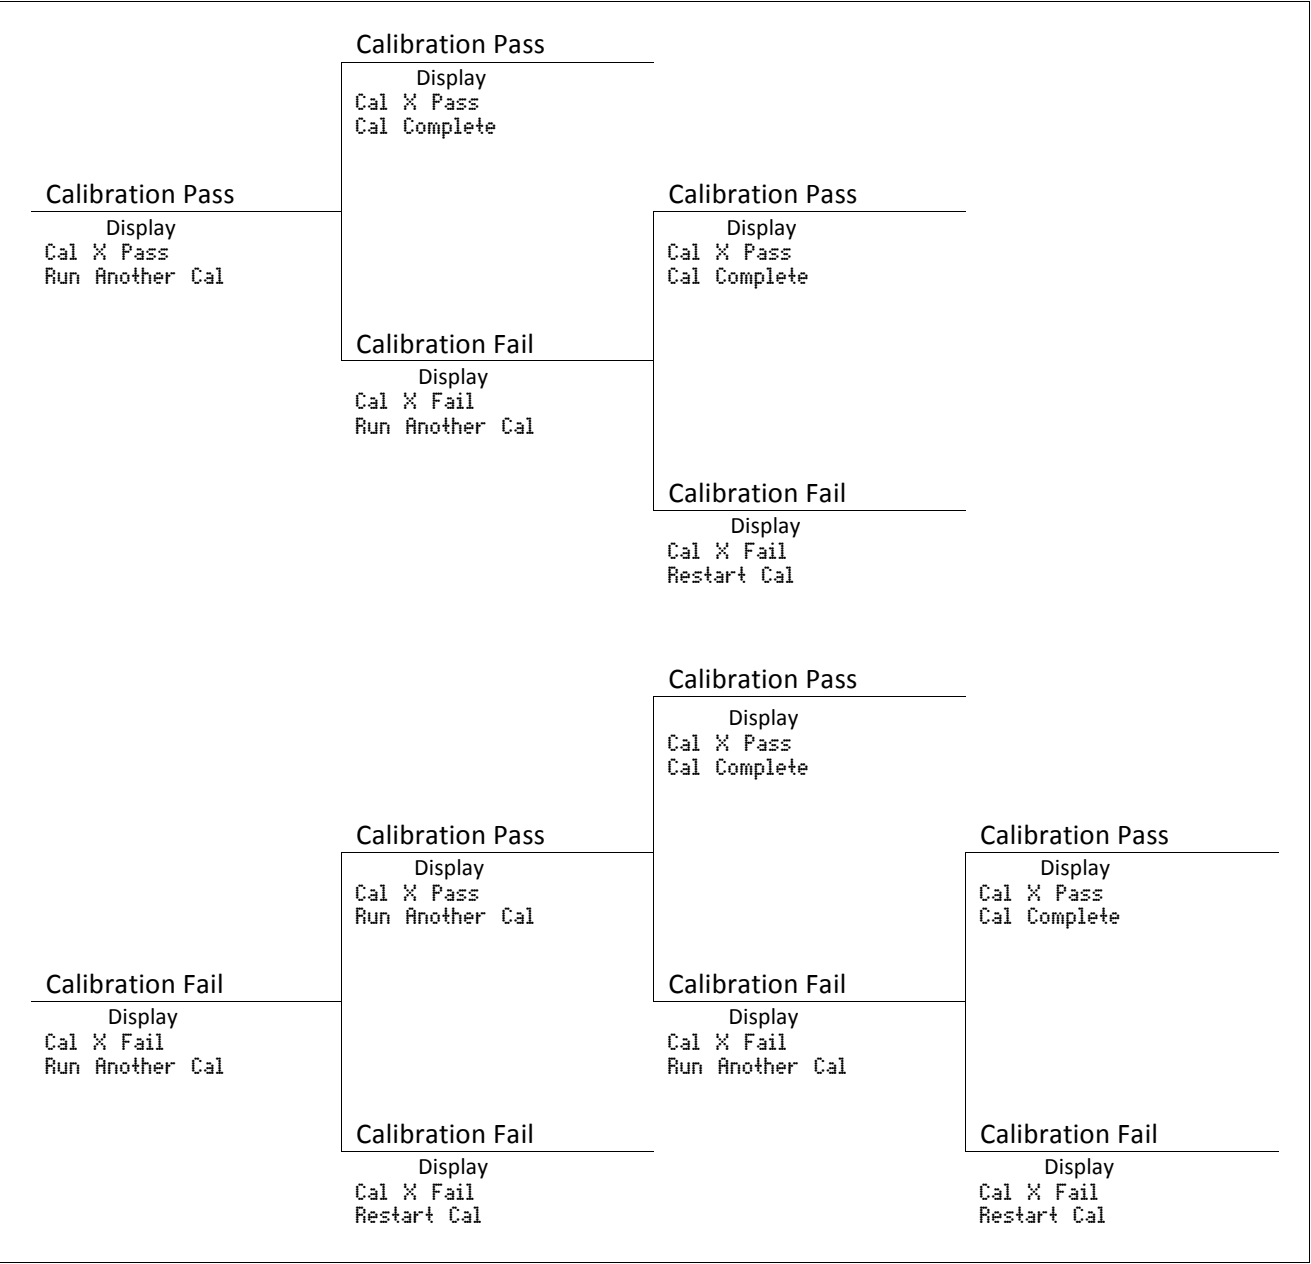 Calibration Pass
Display
Cal X Pass
Cal Complete
Calibration Pass
Display
Cal X Pass
Run Another Cal
Calibration Pass
Display
Cal X Pass
Cal Complete
Calibration Fail
Display
Cal X Fail
Run Another Cal
Calibration Fail
Display
Cal X Fail
Restart Cal
Calibration Pass
Display
Cal X Pass
Cal Complete
Calibration Pass
Display
Cal X Pass
Run Another Cal
Calibration Pass
Display
Cal X Pass
Cal Complete
Calibration Fail
Display
Cal X Fail
Run Another Cal
Calibration Fail
Display
Cal X Fail
Run Another Cal
Calibration Fail
Display
Cal X Fail
Restart Cal
Calibration Fail
Display
Cal X Fail
Restart Cal